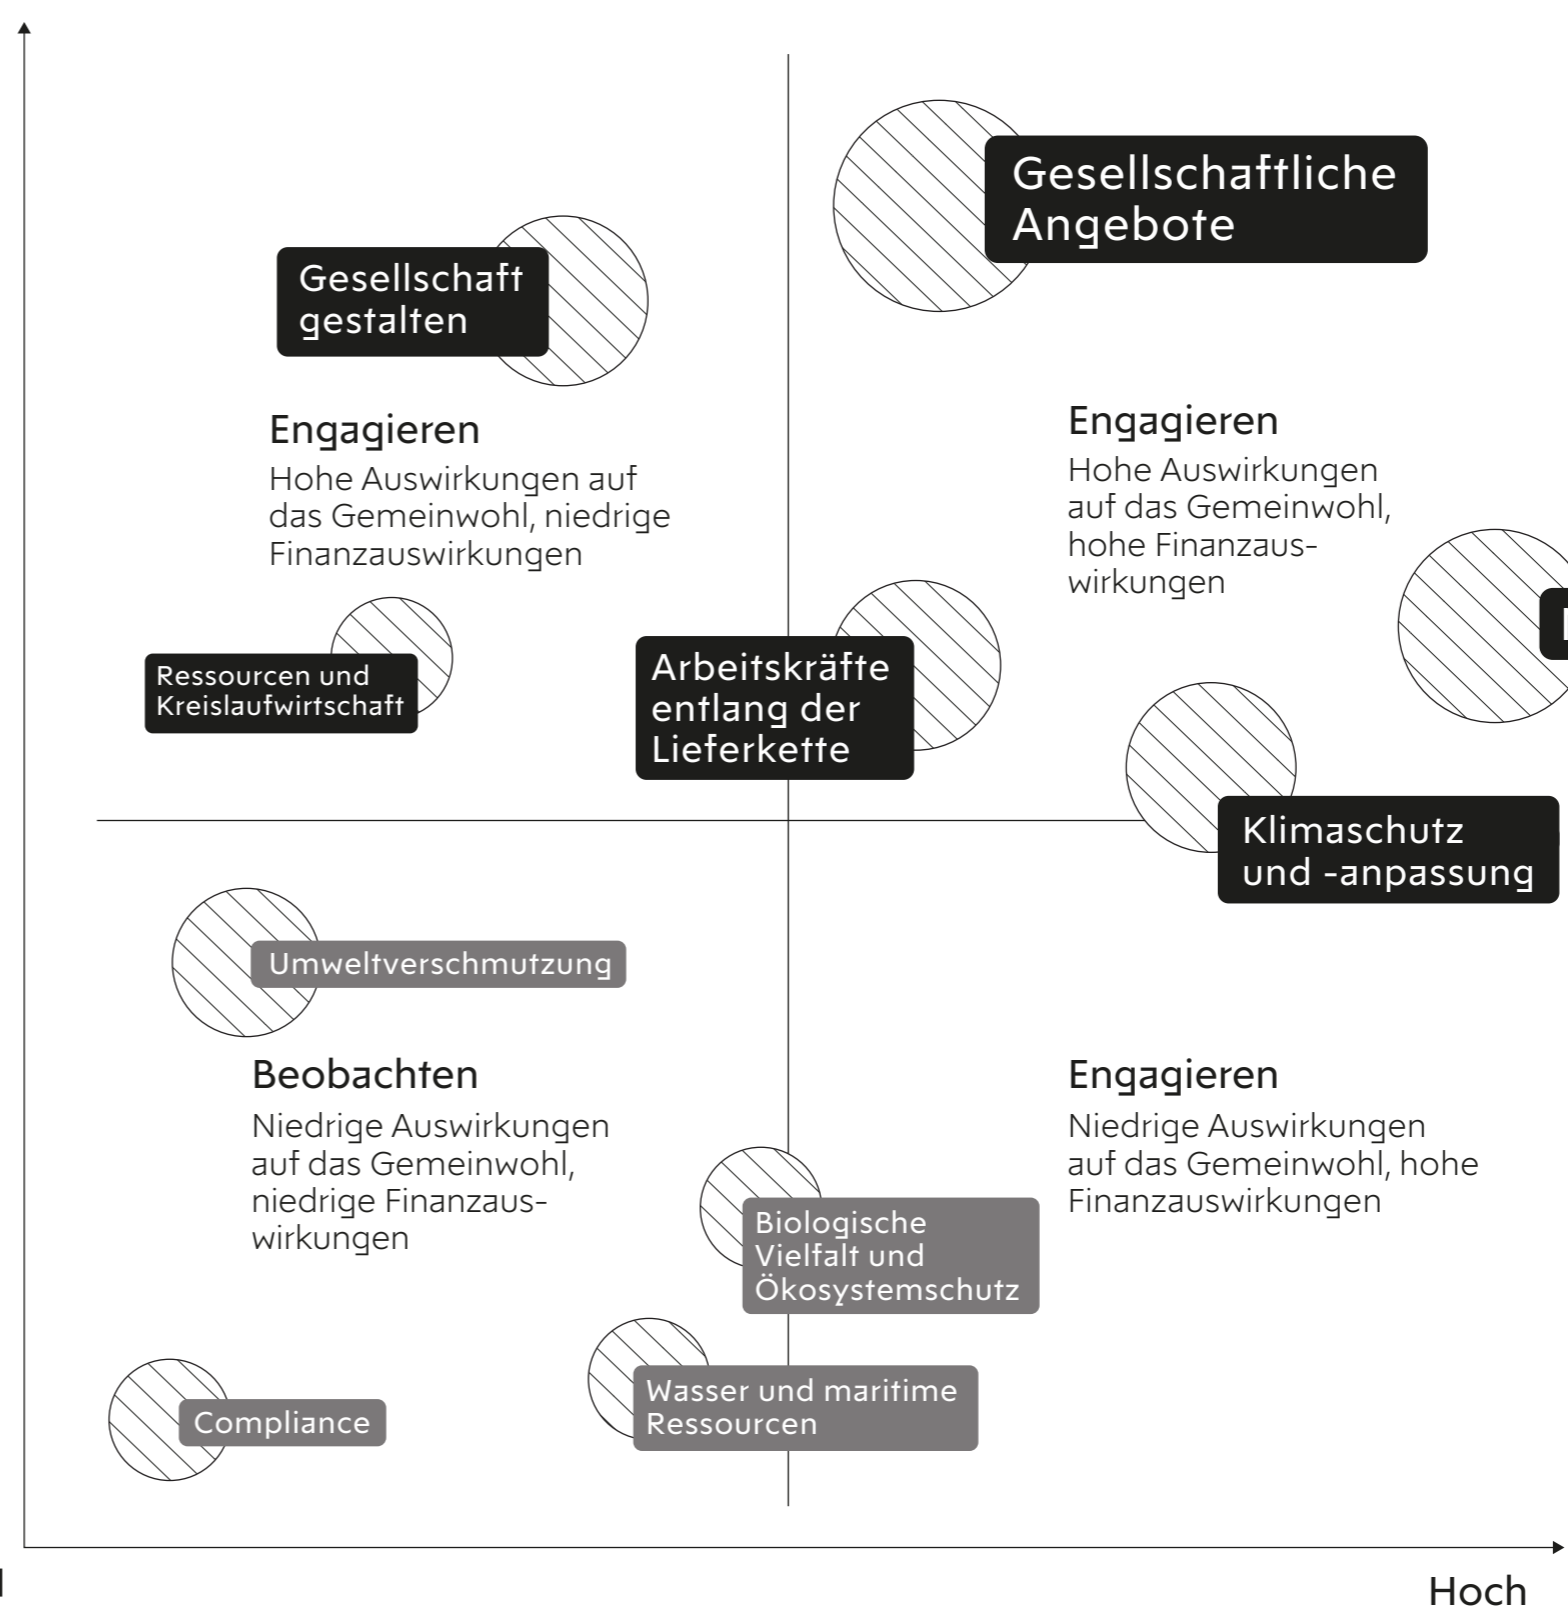 Gesellschaftliche
Angebote
Gesellschaft
gestalten
Engagieren
Hohe Auswirkungen auf
das Gemeinwohl, niedrige
Finanzauswirkungen
Engagieren
Hohe Auswirkungen
auf das Gemeinwohl,
hohe Finanzaus-
wirkungen
Ressourcen und
Kreislaufwirtschaft
Arbeitskräfte
entlang der
Lieferkette
Klimaschutz
und -anpassung
Umweltverschmutzung
Beobachten
Niedrige Auswirkungen
auf das Gemeinwohl,
niedrige Finanzaus-
wirkungen
Engagieren
Niedrige Auswirkungen
auf das Gemeinwohl, hohe
Finanzauswirkungen
Biologische
Vielfalt und
Ökosystemschutz
Wasser und maritime
Ressourcen
Compliance
Hoch